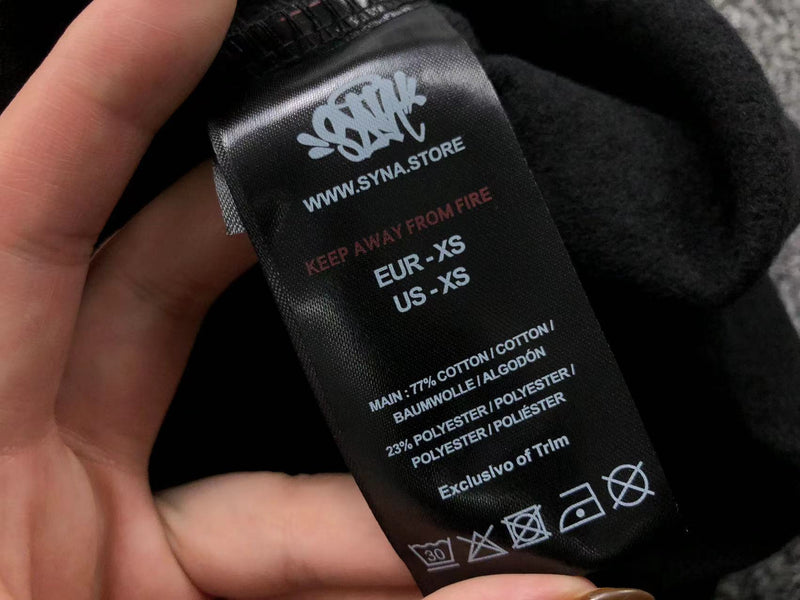 SYNA
WWW.SYNA.STORE
KEEP AWAY FROM FIRE
EUR - XS
US - XS
MAIN : 77% COTTON / COTTON /
BAUMWOLLE / ALGODÓN
23% POLYESTER / POLYESTER /
POLYESTER / POLIÉSTER
Exclusivo of Trim
30